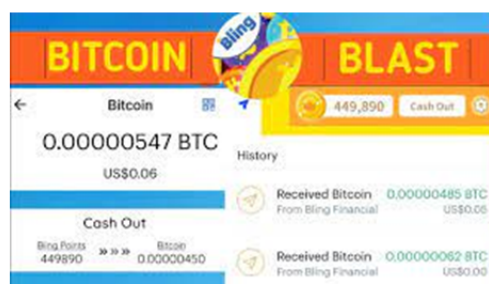 BITCOIN
Bling
BLAST
Bitcoin
0.00000547 BTC
US$0.06
Cash Out
Bling Points
»»»
Bitcoin
449890
0.00000450
449,890
Cash Out
History
Received Bitcoin
0.00000485 BTC
From Bling Financial
US$0.06
Received Bitcoin
0.00000062 BTC
From Bling Financial
US$0.00